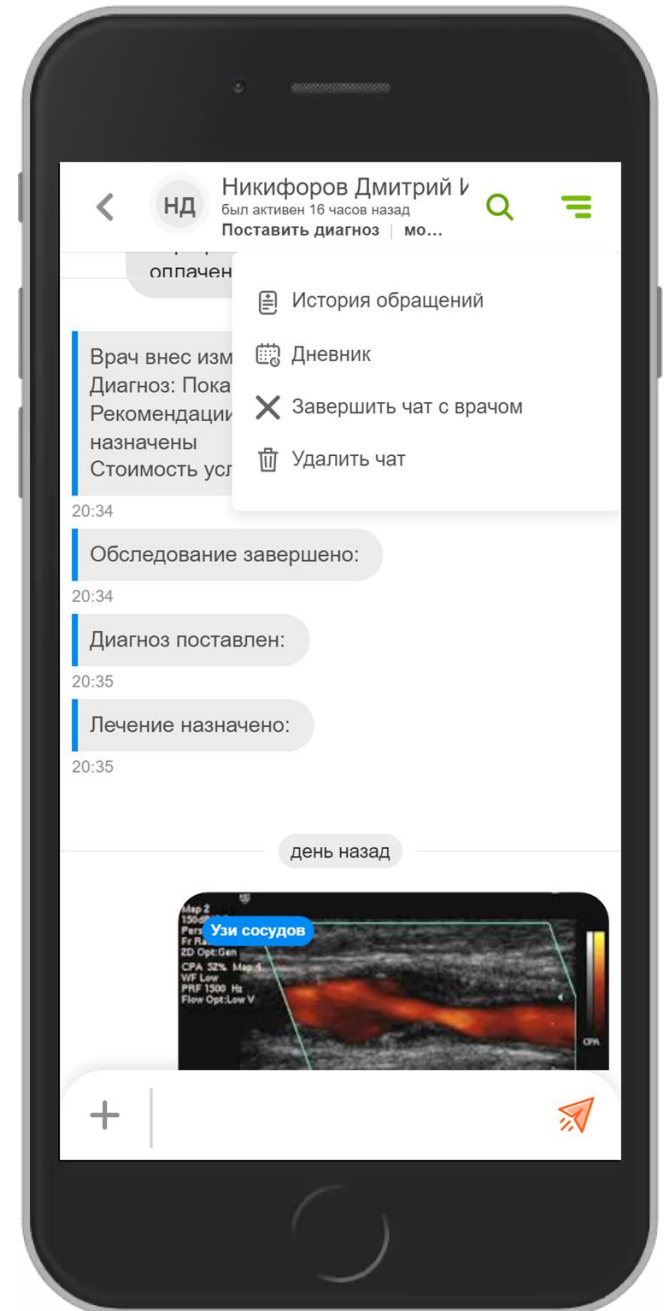 НД
Никифоров Дмитрий И
был активен 16 часов назад
Поставить диагноз | мо...
оплачен
История обращений
Дневник
Завершить чат с врачом
Удалить чат
Врач внес изм
Диагноз: Пока
Рекомендации
назначены
Стоимость усл
20:34
Обследование завершено:
20:34
Диагноз поставлен:
20:35
Лечение назначено:
20:35
день назад
Map 2
Узи сосудов
2D Opt:Gen
CPA 52% Map 4
WF Low
PRF 1500 Hz
Flow Opt:Low V
CPA